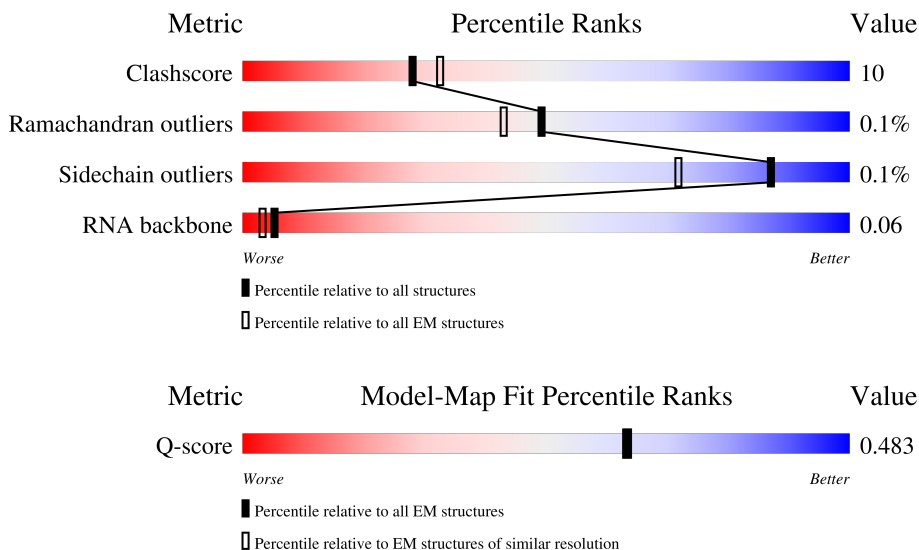 Metric Percentile Ranks Value
Clashscore 10
Ramachandran outliers 0.1%
Sidechain outliers 0.1%
RNA backbone 0.06
Worse Better
Percentile relative to all structures
Percentile relative to all EM structures
Metric Model-Map Fit Percentile Ranks Value
Q-score 0.483
Worse Better
Percentile relative to all EM structures
Percentile relative to EM structures of similar resolution